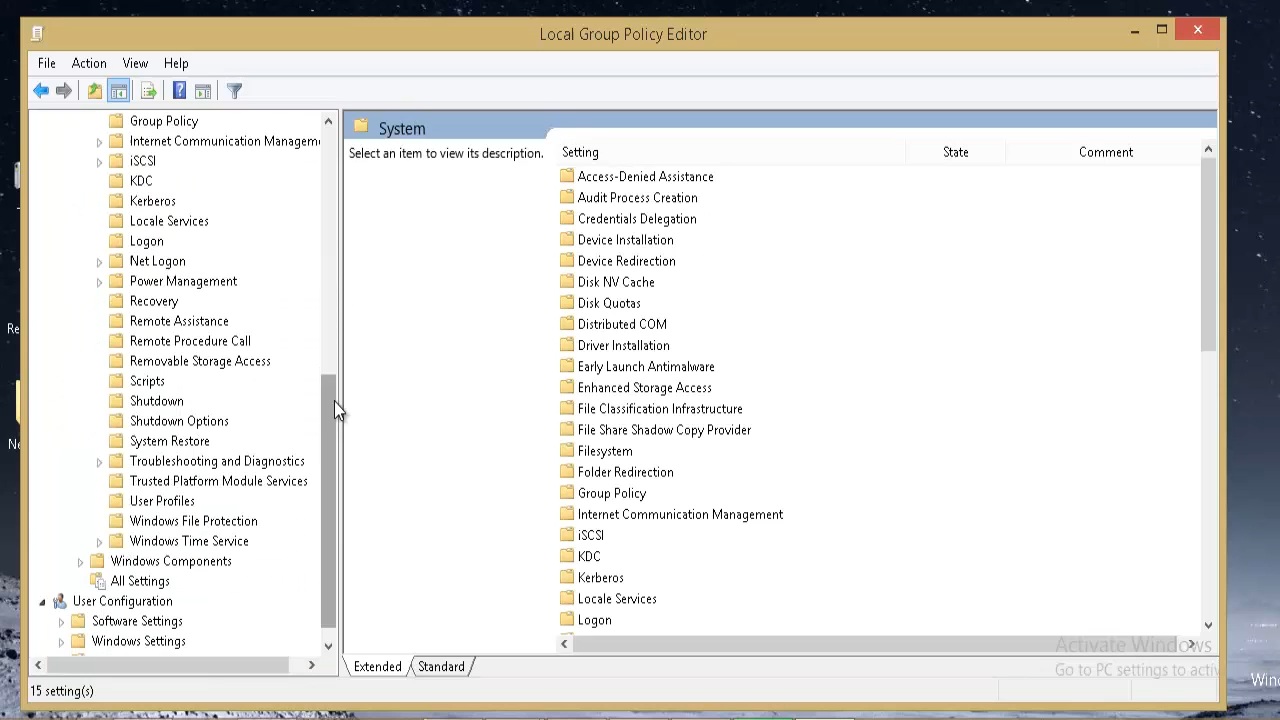 Local Group Policy Editor
File Action View Help
Group Policy
Internet Communication Managem
iSCSI
KDC
Kerberos
Locale Services
Logon
Net Logon
Power Management
Recovery
Remote Assistance
Remote Procedure Call
Removable Storage Access
Scripts
Shutdown
Shutdown Options
System Restore
Troubleshooting and Diagnostics
Trusted Platform Module Services
User Profiles
Windows File Protection
Windows Time Service
Windows Components
All Settings
User Configuration
Software Settings
Windows Settings
System
Select an item to view its description.
Setting State Comment
Access-Denied Assistance
Audit Process Creation
Credentials Delegation
Device Installation
Device Redirection
Disk NV Cache
Disk Quotas
Distributed COM
Driver Installation
Early Launch Antimalware
Enhanced Storage Access
File Classification Infrastructure
File Share Shadow Copy Provider
Filesystem
Folder Redirection
Group Policy
Internet Communication Management
iSCSI
KDC
Kerberos
Locale Services
Logon
Extended Standard
15 setting(s)
Activate Windows
Go to PC settings to activ
Re
Ne
Wind